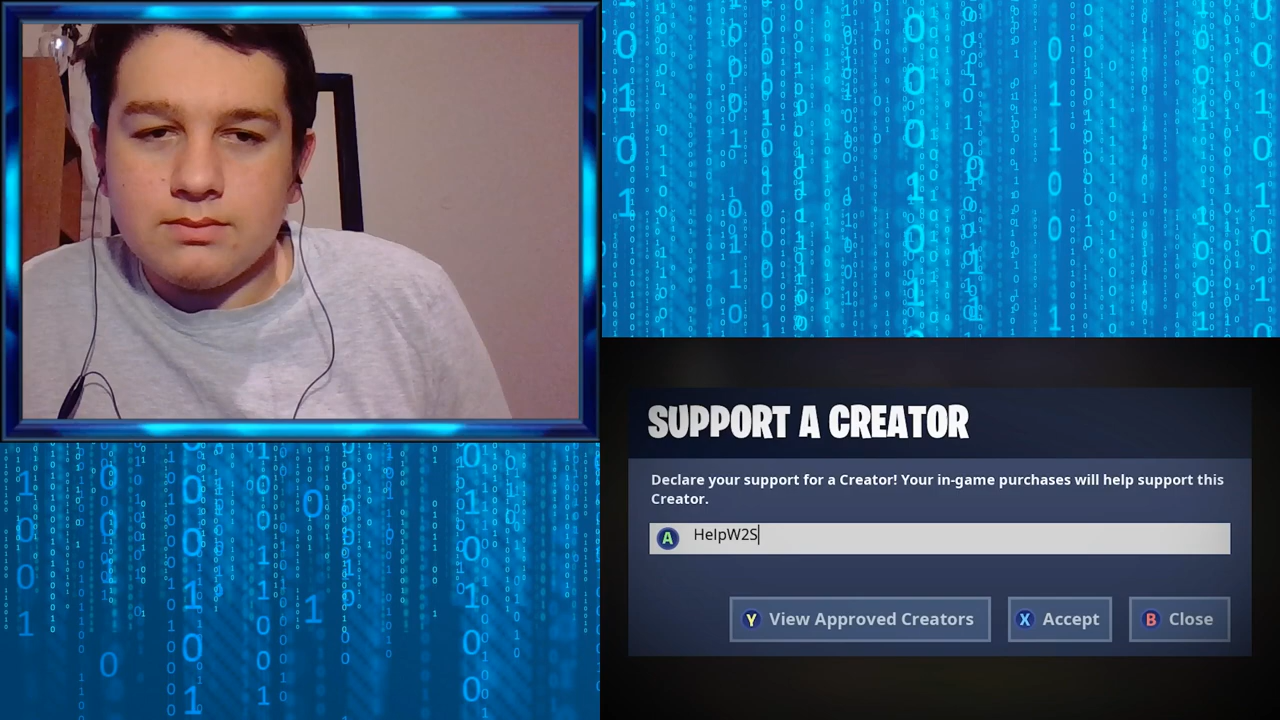 SUPPORT A CREATOR
Declare your support for a Creator! Your in-game purchases will help support this
Creator.
A HelpW2S
Y View Approved Creators X Accept B Close